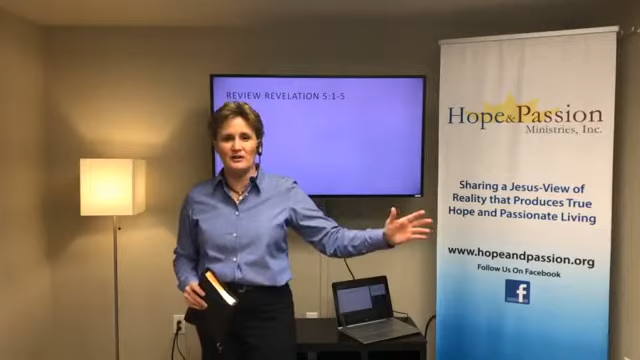 REVIEW REVELATION 5:1-5
Hope&Passion
Ministries, Inc.
Sharing a Jesus-View of
Reality that Produces True
Hope and Passionate Living
www.hopeandpassion.org
Follow Us On Facebook
f